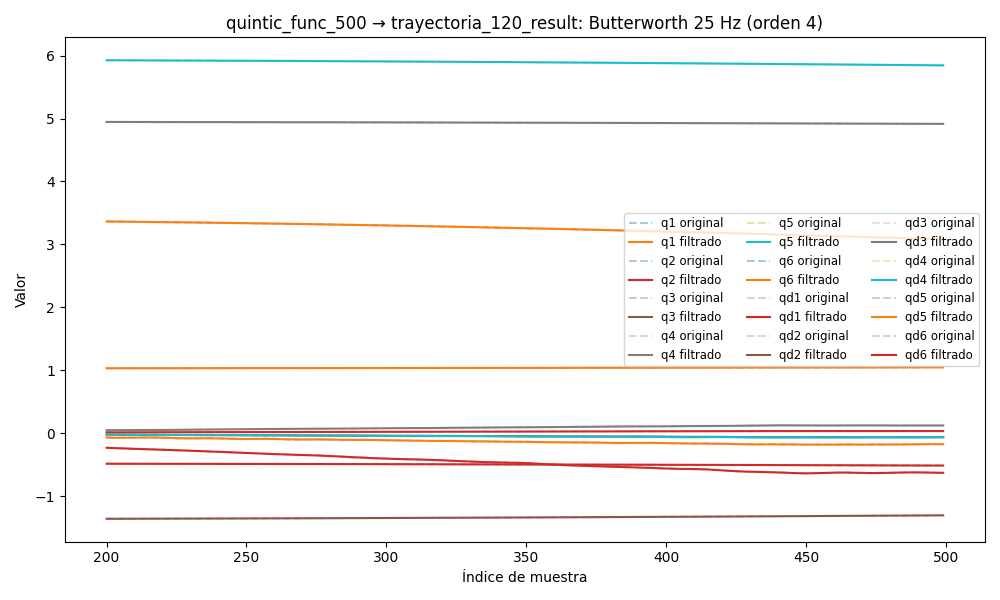 quintic_func_500 → trayectoria_120_result: Butterworth 25 Hz (orden 4)
Valor
6
5
4
3
2
1
0
−1
q1 original
q1 filtrado
q2 original
q2 filtrado
q3 original
q3 filtrado
q4 original
q4 filtrado
q5 original
q5 filtrado
q6 original
q6 filtrado
qd1 original
qd1 filtrado
qd2 original
qd2 filtrado
qd3 original
qd3 filtrado
qd4 original
qd4 filtrado
qd5 original
qd5 filtrado
qd6 original
qd6 filtrado
200 250 300 350 400 450 500
Índice de muestra